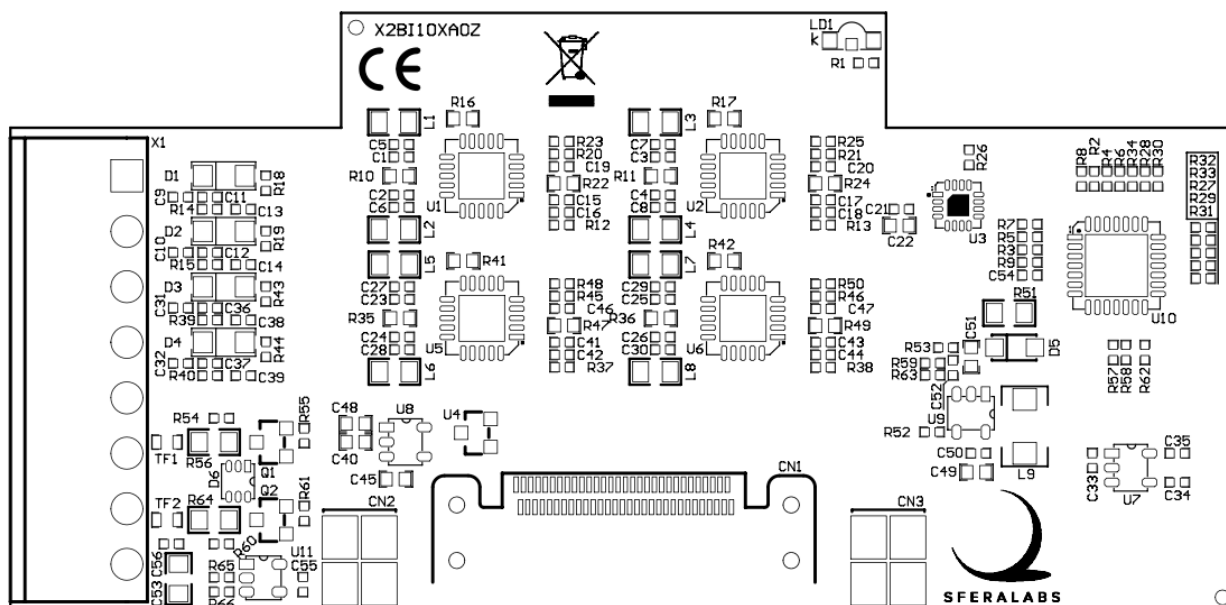 X2BI10XA0Z
LD1
k
R1
CE
X1
R16
L1
R17
L3
C5
C1
R10
C2
C6
U1
L2
R23
R20
C19
R22
C15
C16
R12
C7
C3
R11
C4
C8
U2
L4
R25
R21
C20
R24
C17
C18
R13
R26
C21
C22
U3
R8
R2
R4
R6
R34
R28
R30
R32
R33
R27
R29
R31
R7
R5
R3
R9
C54
U10
D1
C9
R14
C11
R18
C13
D2
C10
R15
C12
R19
C14
D3
C31
R39
C36
R43
C38
D4
C32
R40
C37
R44
C39
L5
R41
C27
C23
R35
C24
C28
U5
L6
R48
R45
C46
R47
C41
C42
R37
L7
R42
C29
C25
R36
C26
C30
U6
L8
R50
R46
C47
R49
C43
C44
R38
R51
C51
D5
R53
R59
R63
C52
U9
R52
C50
C49
L9
R57
R58
R62
C35
C33
C34
U7
R54
R55
TF1
R56
Q1
D6
Q2
TF2
R64
R61
C48
C40
U8
C45
U4
CN1
CN2
CN3
C56
C53
R60
R65
R66
U11
C55
SFERALABS